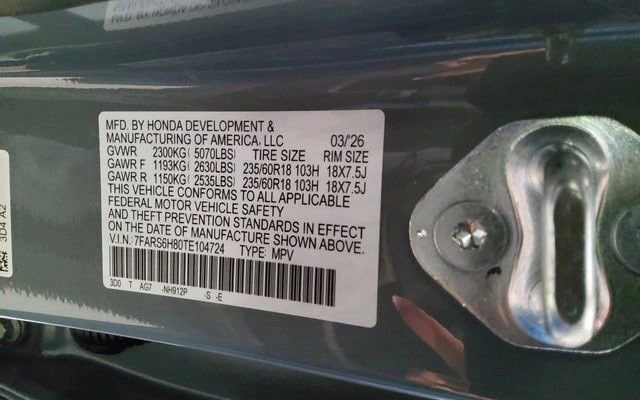 MFD. BY HONDA DEVELOPMENT &
MANUFACTURING OF AMERICA, LLC 03/'26
GVWR 2300KG( 5070LBS) TIRE SIZE RIM SIZE
GAWR F 1193KG( 2630LBS) 235/60R18 103H 18X7.5J
GAWR R 1150KG( 2535LBS) 235/60R18 103H 18X7.5J
THIS VEHICLE CONFORMS TO ALL APPLICABLE
FEDERAL MOTOR VEHICLE SAFETY
AND THEFT PREVENTION STANDARDS IN EFFECT
ON THE DATE OF MANUFACTURE SHOWN ABOVE.
V.I.N.:7FARS6H80TE104724 TYPE: MPV
3D0 T AG7 -NH912P -S -E
3D4 A2